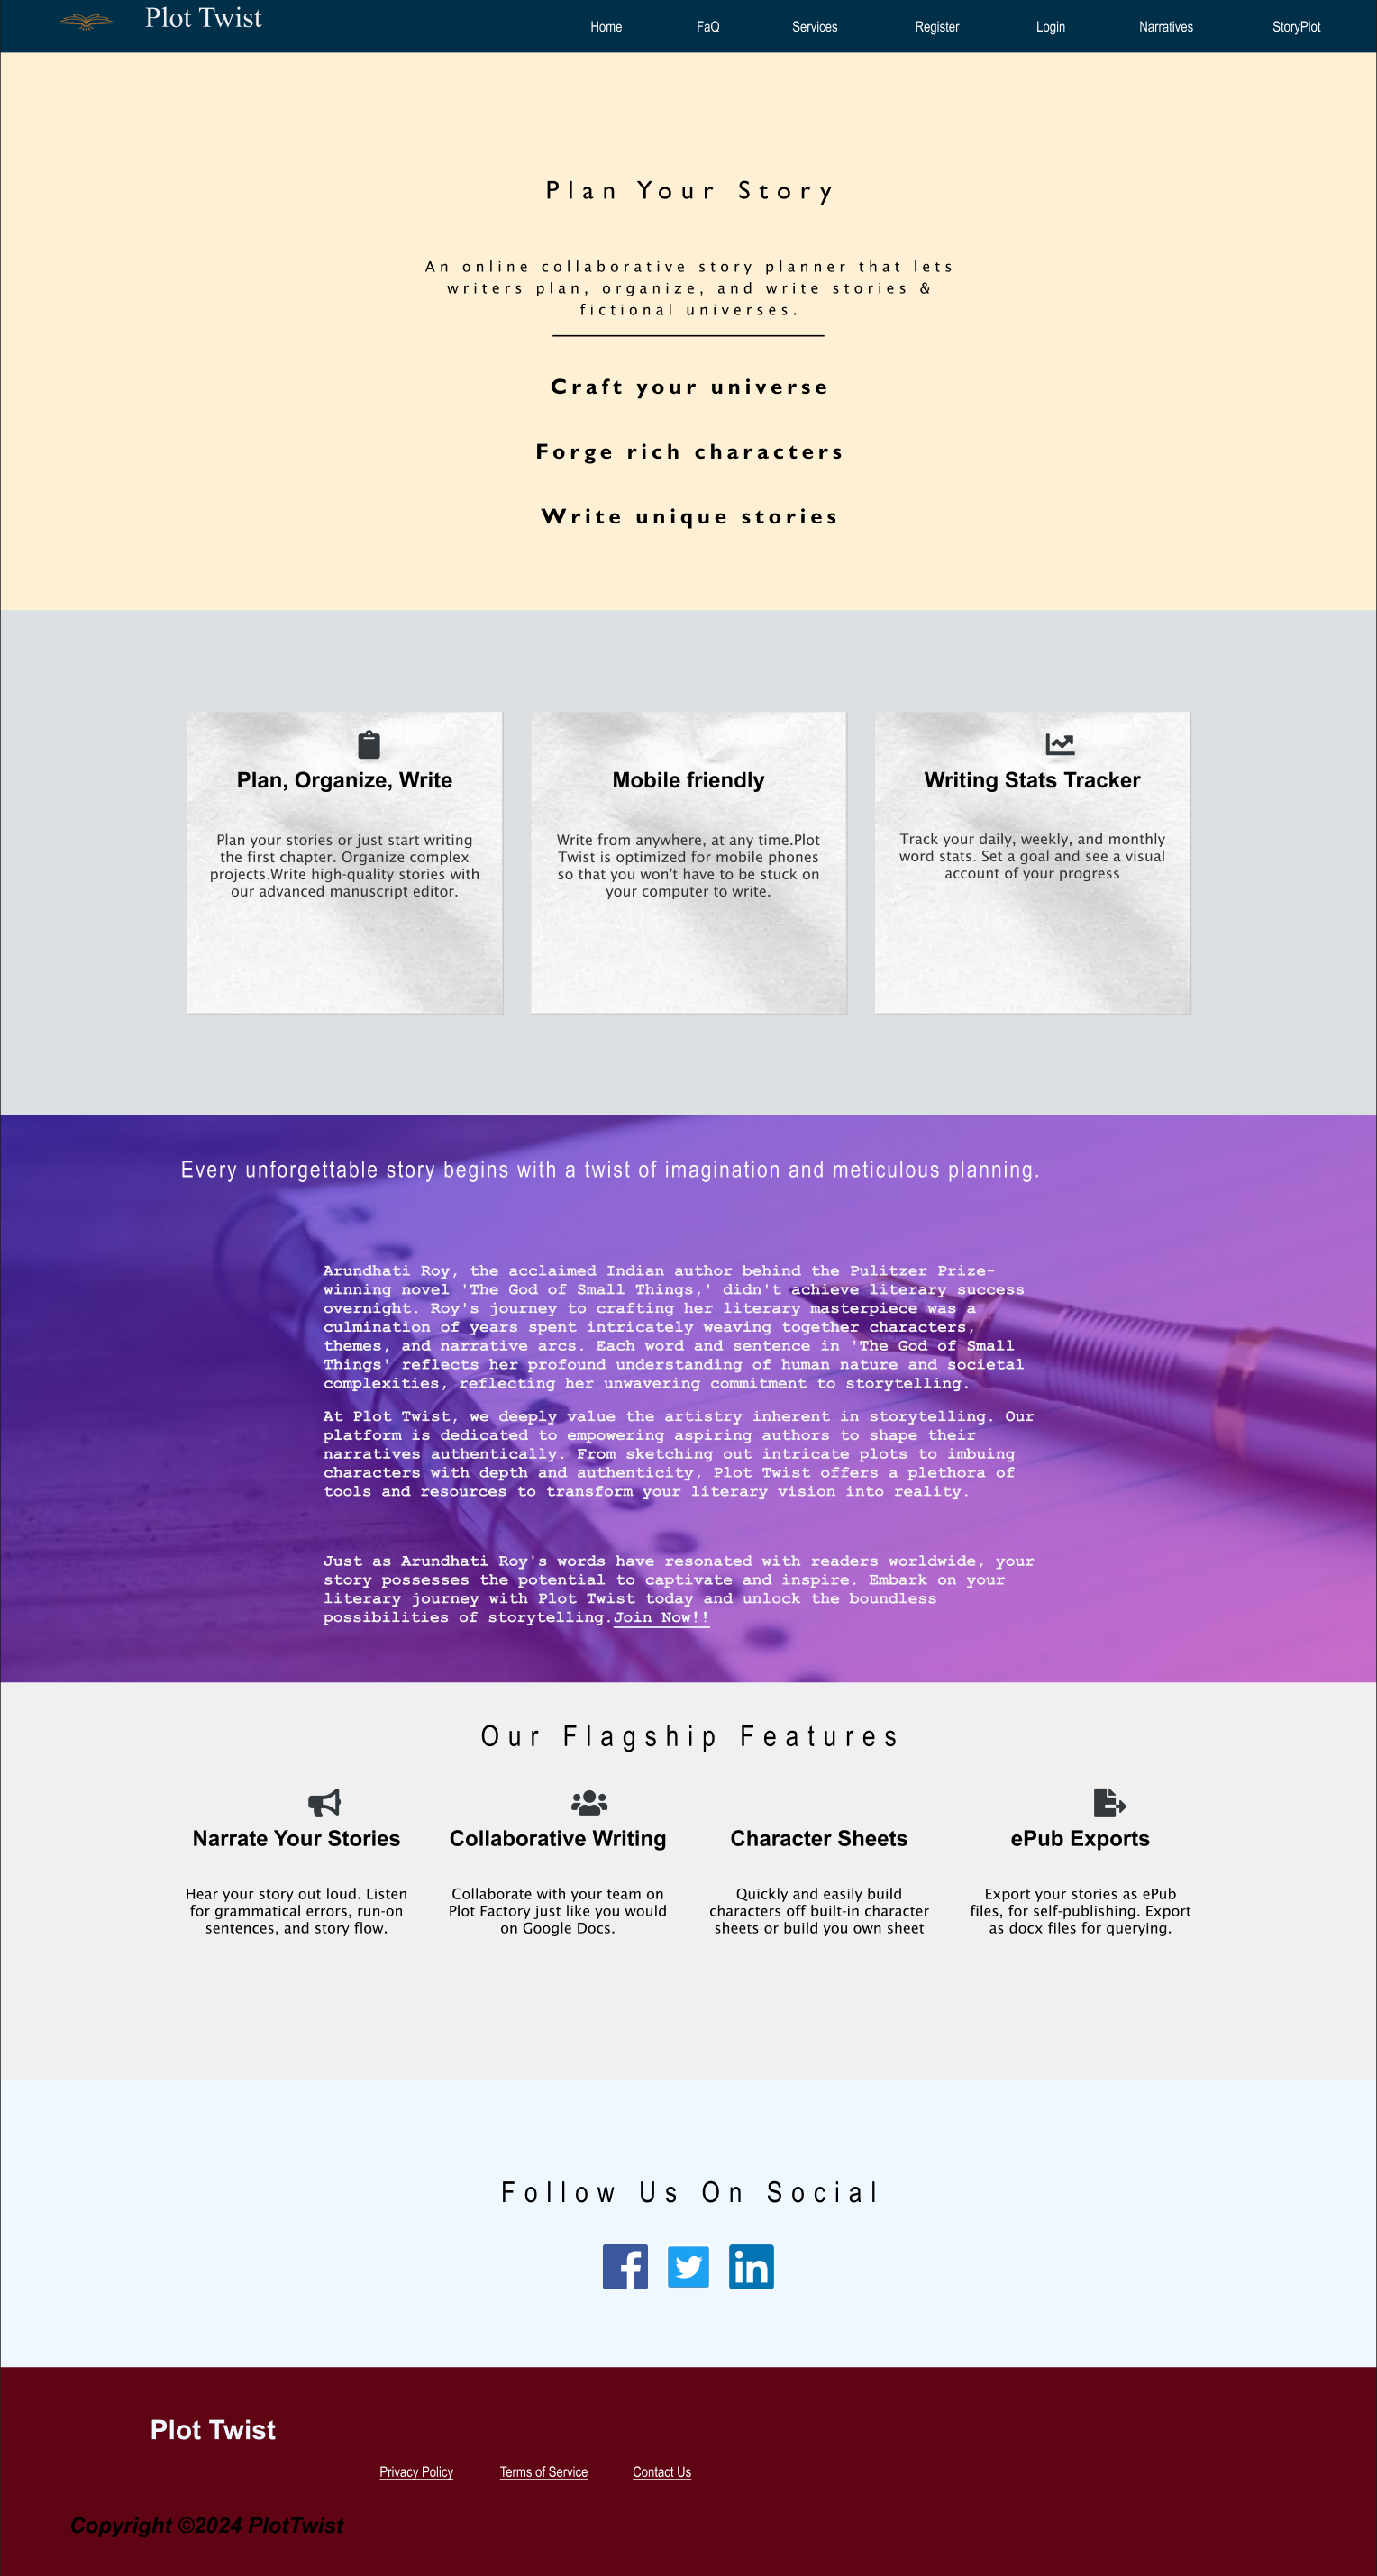 Plot Twist
Home FaQ Services Register Login Narratives StoryPlot
Plan Your Story
An online collaborative story planner that lets
writers plan, organize, and write stories &
fictional universes.
Craft your universe
Forge rich characters
Write unique stories
Plan, Organize, Write
Plan your stories or just start writing
the first chapter. Organize complex
projects.Write high-quality stories with
our advanced manuscript editor.
Mobile friendly
Write from anywhere, at any time.Plot
Twist is optimized for mobile phones
so that you won't have to be stuck on
your computer to write.
Writing Stats Tracker
Track your daily, weekly, and monthly
word stats. Set a goal and see a visual
account of your progress
Every unforgettable story begins with a twist of imagination and meticulous planning.
Arundhati Roy, the acclaimed Indian author behind the Pulitzer Prize-
winning novel 'The God of Small Things,' didn't achieve literary success
overnight. Roy's journey to crafting her literary masterpiece was a
culmination of years spent intricately weaving together characters,
themes, and narrative arcs. Each word and sentence in 'The God of Small
Things' reflects her profound understanding of human nature and societal
complexities, reflecting her unwavering commitment to storytelling.
At Plot Twist, we deeply value the artistry inherent in storytelling. Our
platform is dedicated to empowering aspiring authors to shape their
narratives authentically. From sketching out intricate plots to imbuing
characters with depth and authenticity, Plot Twist offers a plethora of
tools and resources to transform your literary vision into reality.
Just as Arundhati Roy's words have resonated with readers worldwide, your
story possesses the potential to captivate and inspire. Embark on your
literary journey with Plot Twist today and unlock the boundless
possibilities of storytelling.Join Now!!
Our Flagship Features
Narrate Your Stories
Hear your story out loud. Listen
for grammatical errors, run-on
sentences, and story flow.
Collaborative Writing
Collaborate with your team on
Plot Factory just like you would
on Google Docs.
Character Sheets
Quickly and easily build
characters off built-in character
sheets or build you own sheet
ePub Exports
Export your stories as ePub
files, for self-publishing. Export
as docx files for querying.
Follow Us On Social
Plot Twist
Privacy Policy Terms of Service Contact Us
Copyright ©2024 PlotTwist